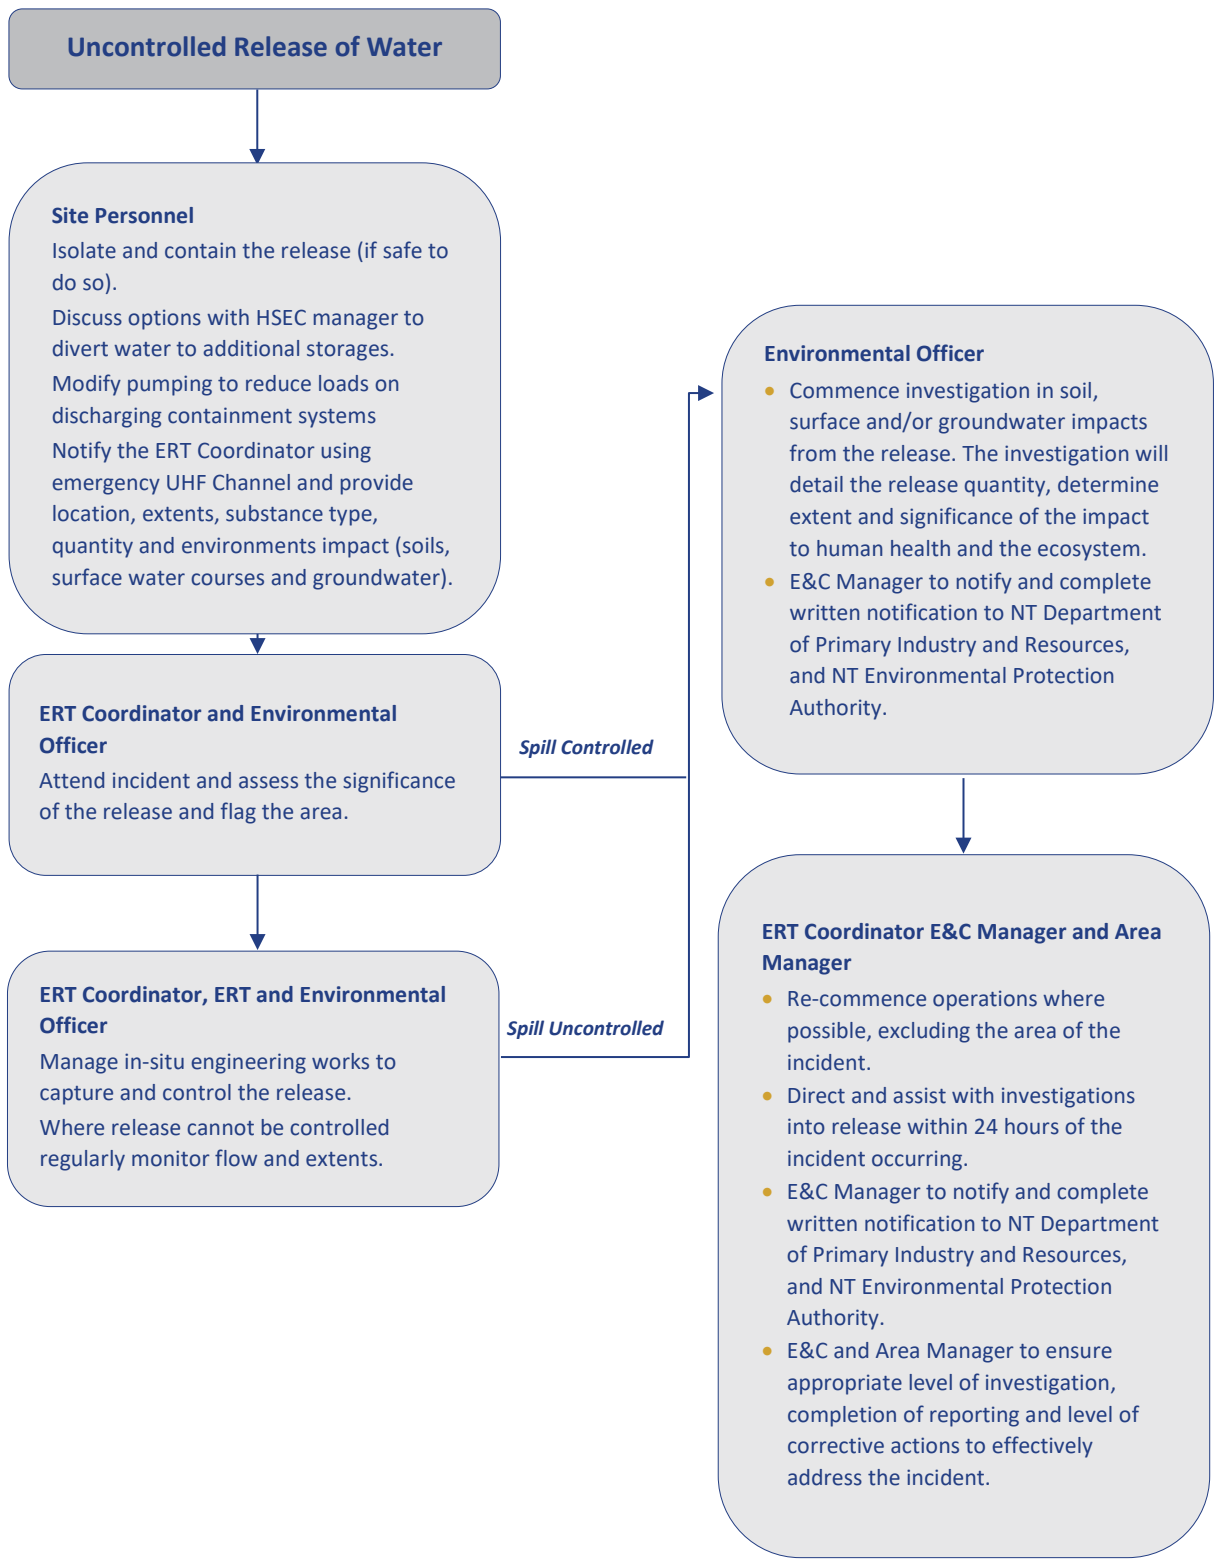 Uncontrolled Release of Water
Site Personnel
Isolate and contain the release (if safe to
do so).
Discuss options with HSEC manager to
divert water to additional storages.
Modify pumping to reduce loads on
discharging containment systems
Notify the ERT Coordinator using
emergency UHF Channel and provide
location, extents, substance type,
quantity and environments impact (soils,
surface water courses and groundwater).
ERT Coordinator and Environmental
Officer
Attend incident and assess the significance
of the release and flag the area.
Spill Controlled
ERT Coordinator, ERT and Environmental
Officer
Manage in-situ engineering works to
capture and control the release.
Where release cannot be controlled
regularly monitor flow and extents.
Spill Uncontrolled
Environmental Officer
• Commence investigation in soil,
surface and/or groundwater impacts
from the release. The investigation will
detail the release quantity, determine
extent and significance of the impact
to human health and the ecosystem.
• E&C Manager to notify and complete
written notification to NT Department
of Primary Industry and Resources,
and NT Environmental Protection
Authority.
ERT Coordinator E&C Manager and Area
Manager
• Re-commence operations where
possible, excluding the area of the
incident.
• Direct and assist with investigations
into release within 24 hours of the
incident occurring.
• E&C Manager to notify and complete
written notification to NT Department
of Primary Industry and Resources,
and NT Environmental Protection
Authority.
• E&C and Area Manager to ensure
appropriate level of investigation,
completion of reporting and level of
corrective actions to effectively
address the incident.